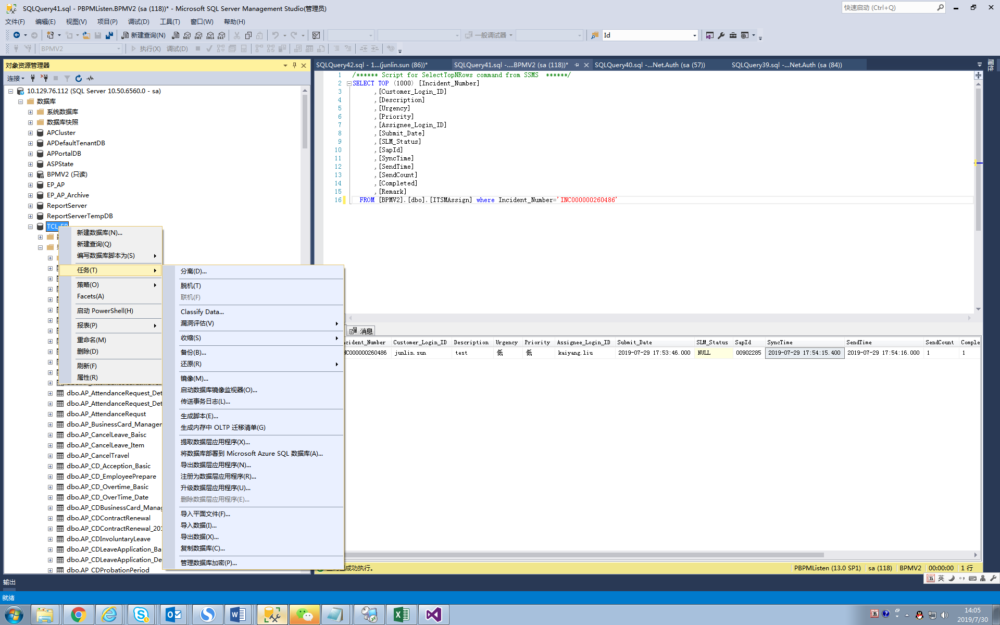 SQLQuery41.sql - PBPMListen.BPMV2 (sa (118))* - Microsoft SQL Server Management Studio(管理员)
快速启动 (Ctrl+Q)
文件(F) 编辑(E) 视图(V) 项目(P) 调试(D) 工具(T) 窗口(W) 帮助(H)
新建查询(N) 一般调试器 Id
BPMV2 执行(X) 调试(D)
对象资源管理器
连接
10.129.76.112 (SQL Server 10.50.6560.0 - sa)
数据库
系统数据库
数据库快照
APCluster
APDefaultTenantDB
APPortalDB
ASPState
BPMV2 (只读)
EP_AP
EP_AP_Archive
ReportServer
ReportServerTempDB
dbo.AP_AttendanceRequest_Det
dbo.AP_AttendanceRequest_Det
dbo.AP_AttendanceRequst
dbo.AP_BusinessCard_Manager
dbo.AP_CancelLeave_Baisc
dbo.AP_CancelLeave_Item
dbo.AP_CancelTravel
dbo.AP_CD_Acception_Basic
dbo.AP_CD_EmployeePrepare
dbo.AP_CD_Overtime_Basic
dbo.AP_CD_OverTime_Date
dbo.AP_CDBusinessCard_Manag
dbo.AP_CDContractRenewal
dbo.AP_CDContractRenewal_201
dbo.AP_CDInvoluntaryLeave
dbo.AP_CDLeaveApplication_Ba
dbo.AP_CDLeaveApplication_De
dbo.AP_CDProbationPeriod
新建数据库(N)...
新建查询(Q)
编写数据库脚本为(S)
任务(T)
策略(O)
Facets(A)
启动 PowerShell(H)
报表(P)
重命名(M)
删除(D)
刷新(F)
属性(R)
分离(D)...
脱机(T)
联机(F)
Classify Data...
漏洞评估(V)
收缩(S)
备份(B)...
还原(R)
镜像(M)...
启动数据库镜像监视器(O)...
传送事务日志(L)...
生成脚本(E)...
生成内存中 OLTP 迁移清单(G)
提取数据层应用程序(X)...
将数据库部署到 Microsoft Azure SQL 数据库(A)...
导出数据层应用程序(N)...
注册为数据层应用程序(R)...
升级数据层应用程序(U)...
删除数据层应用程序(E)...
导入平面文件(F)...
导入数据(I)...
导出数据(X)...
复制数据库(C)...
管理数据库加密(P)...
SQLQuery42.sql - 1...(junlin.sun (86))* SQLQuery41.sql -....BPMV2 (sa (118))* SQLQuery40.sql -...Net.Auth (sa (57)) SQLQuery39.sql -...Net.Auth (sa (84))
属性
1 /****** Script for SelectTopNRows command from SSMS ******/
2 SELECT TOP (1000) [Incident_Number]
3 ,[Customer_Login_ID]
4 ,[Description]
5 ,[Urgency]
6 ,[Priority]
7 ,[Assignee_Login_ID]
8 ,[Submit_Date]
9 ,[SLM_Status]
10 ,[SapId]
11 ,[SyncTime]
12 ,[SendTime]
13 ,[SendCount]
14 ,[Completed]
15 ,[Remark]
16 FROM [BPMV2].[dbo].[ITSMAssign] where Incident_Number='INC000000260486'
消息
cident_Number Customer_Login_ID Description Urgency Priority Assignee_Login_ID Submit_Date SLM_Status SapId SyncTime SendTime SendCount Comple
NC000000260486 junlin.sun test 低 低 kaiyang.liu 2019-07-29 17:53:46.000 NULL 00902285 2019-07-29 17:54:15.400 2019-07-29 17:54:16.000 1 1
成功执行。 PBPMListen (13.0 SP1) sa (118) BPMV2 00:00:00 1 行
五 英
输出
就绪
14:05
2019/7/30